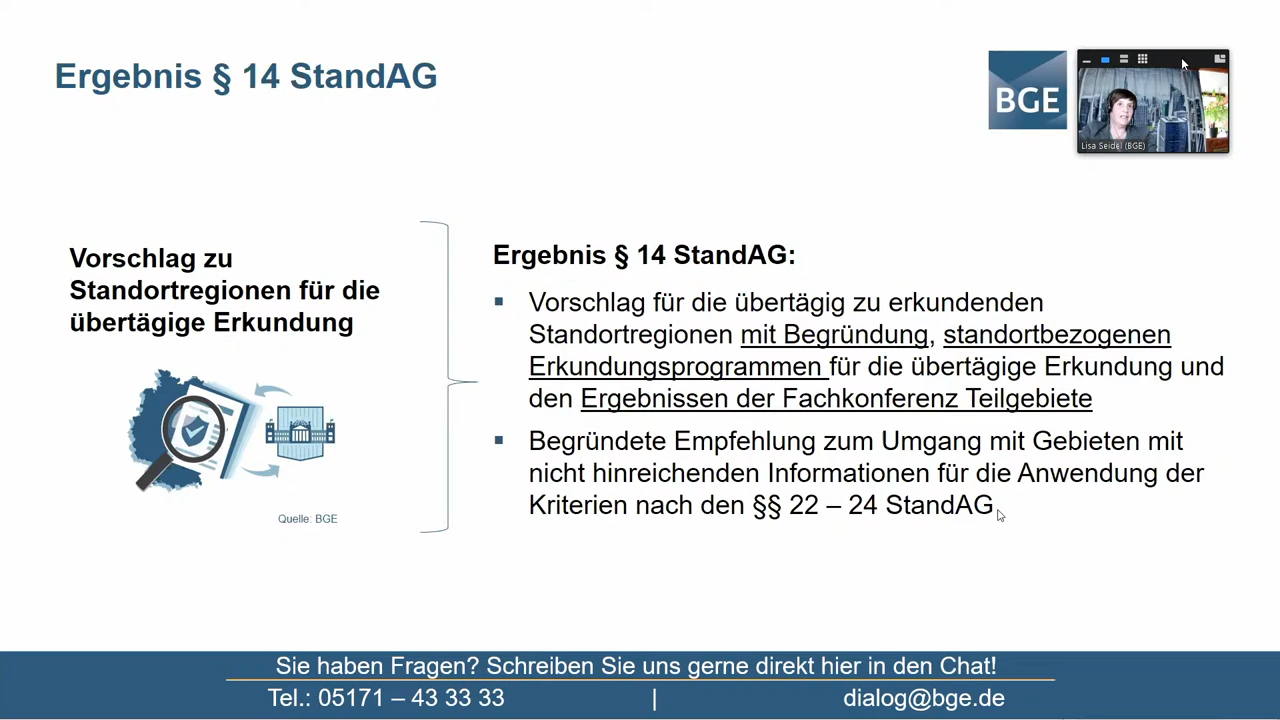 Ergebnis § 14 StandAG
BGE
Lisa Seidel (BGE)
Vorschlag zu
Standortregionen für die
übertägige Erkundung
Quelle: BGE
Ergebnis § 14 StandAG:
▪ Vorschlag für die übertägig zu erkundenden
Standortregionen mit Begründung, standortbezogenen
Erkundungsprogrammen für die übertägige Erkundung und
den Ergebnissen der Fachkonferenz Teilgebiete
▪ Begründete Empfehlung zum Umgang mit Gebieten mit
nicht hinreichenden Informationen für die Anwendung der
Kriterien nach den §§ 22 – 24 StandAG
Sie haben Fragen? Schreiben Sie uns gerne direkt hier in den Chat!
Tel.: 05171 – 43 33 33 | dialog@bge.de